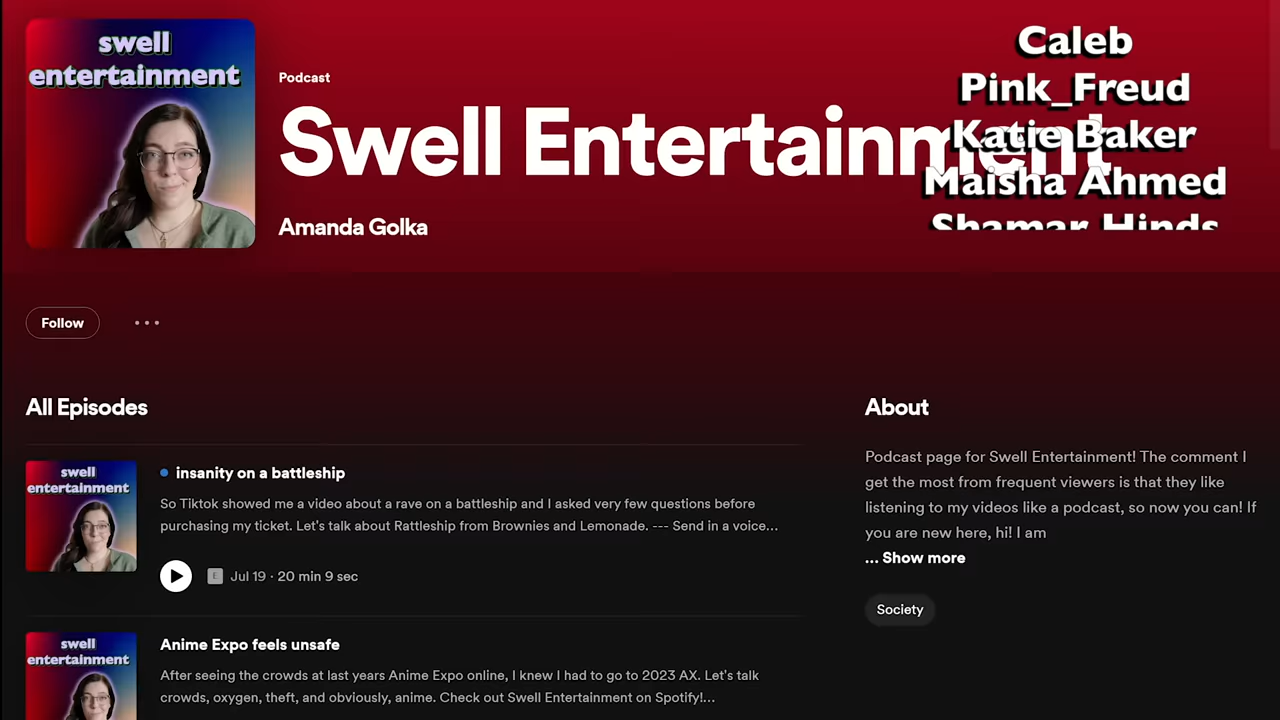 swell
entertainment
Podcast
Swell Entertainment
Amanda Golka
Caleb
Pink_Freud
Katie Baker
Maisha Ahmed
Shamar Hinds
Follow
All Episodes
swell
entertainment
insanity on a battleship
So Tiktok showed me a video about a rave on a battleship and I asked very few questions before
purchasing my ticket. Let's talk about Rattleship from Brownies and Lemonade. --- Send in a voice...
E Jul 19 · 20 min 9 sec
swell
entertainment
Anime Expo feels unsafe
After seeing the crowds at last years Anime Expo online, I knew I had to go to 2023 AX. Let's talk
crowds, oxygen, theft, and obviously, anime. Check out Swell Entertainment on Spotify!...
About
Podcast page for Swell Entertainment! The comment I
get the most from frequent viewers is that they like
listening to my videos like a podcast, so now you can! If
you are new here, hi! I am
... Show more
Society